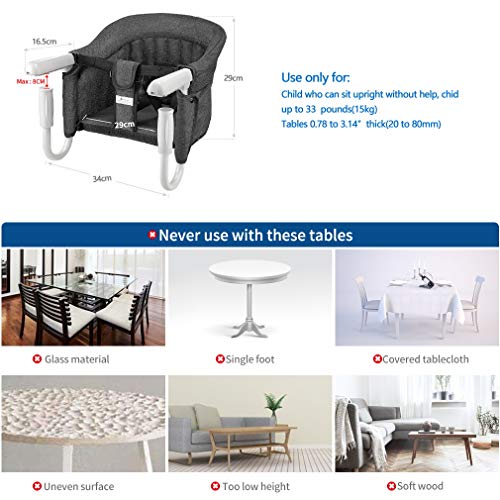 16.5cm
Max : 8CM
29cm
29cm
34cm
Use only for:
Child who can sit upright without help, chid
up to 33 pounds(15kg)
Tables 0.78 to 3.14" thick(20 to 80mm)
Never use with these tables
Glass material
Single foot
Covered tablecloth
Uneven surface
Too low height
Soft wood